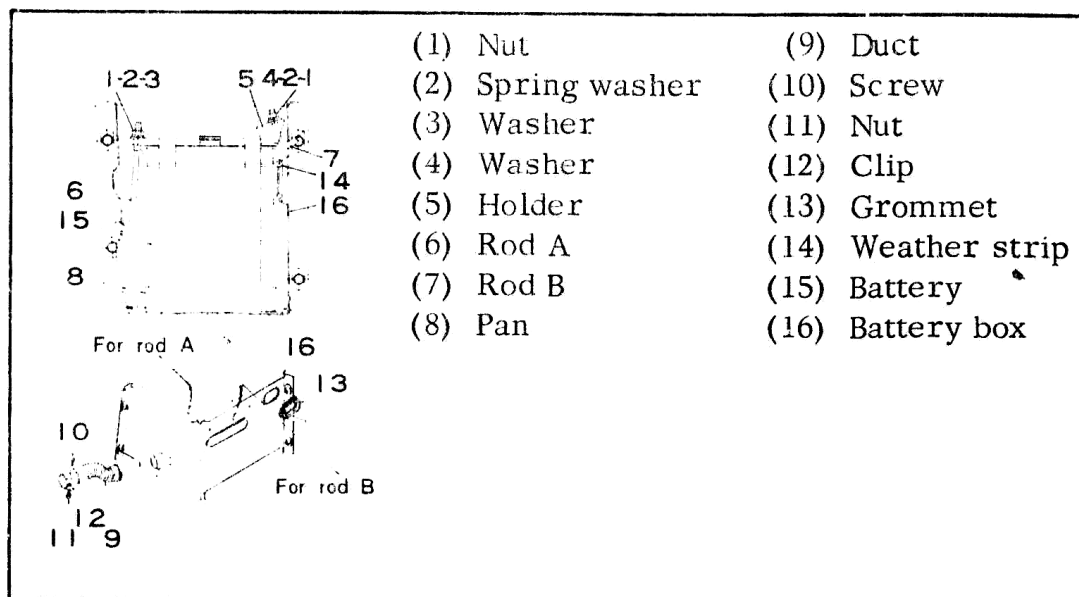 1-2-3
5 4-2-1
7
14
16
6
15
8
For rod A
16
13
10
For rod B
12
11 9
(1) Nut
(2) Spring washer
(3) Washer
(4) Washer
(5) Holder
(6) Rod A
(7) Rod B
(8) Pan
(9) Duct
(10) Screw
(11) Nut
(12) Clip
(13) Grommet
(14) Weather strip
(15) Battery
(16) Battery box